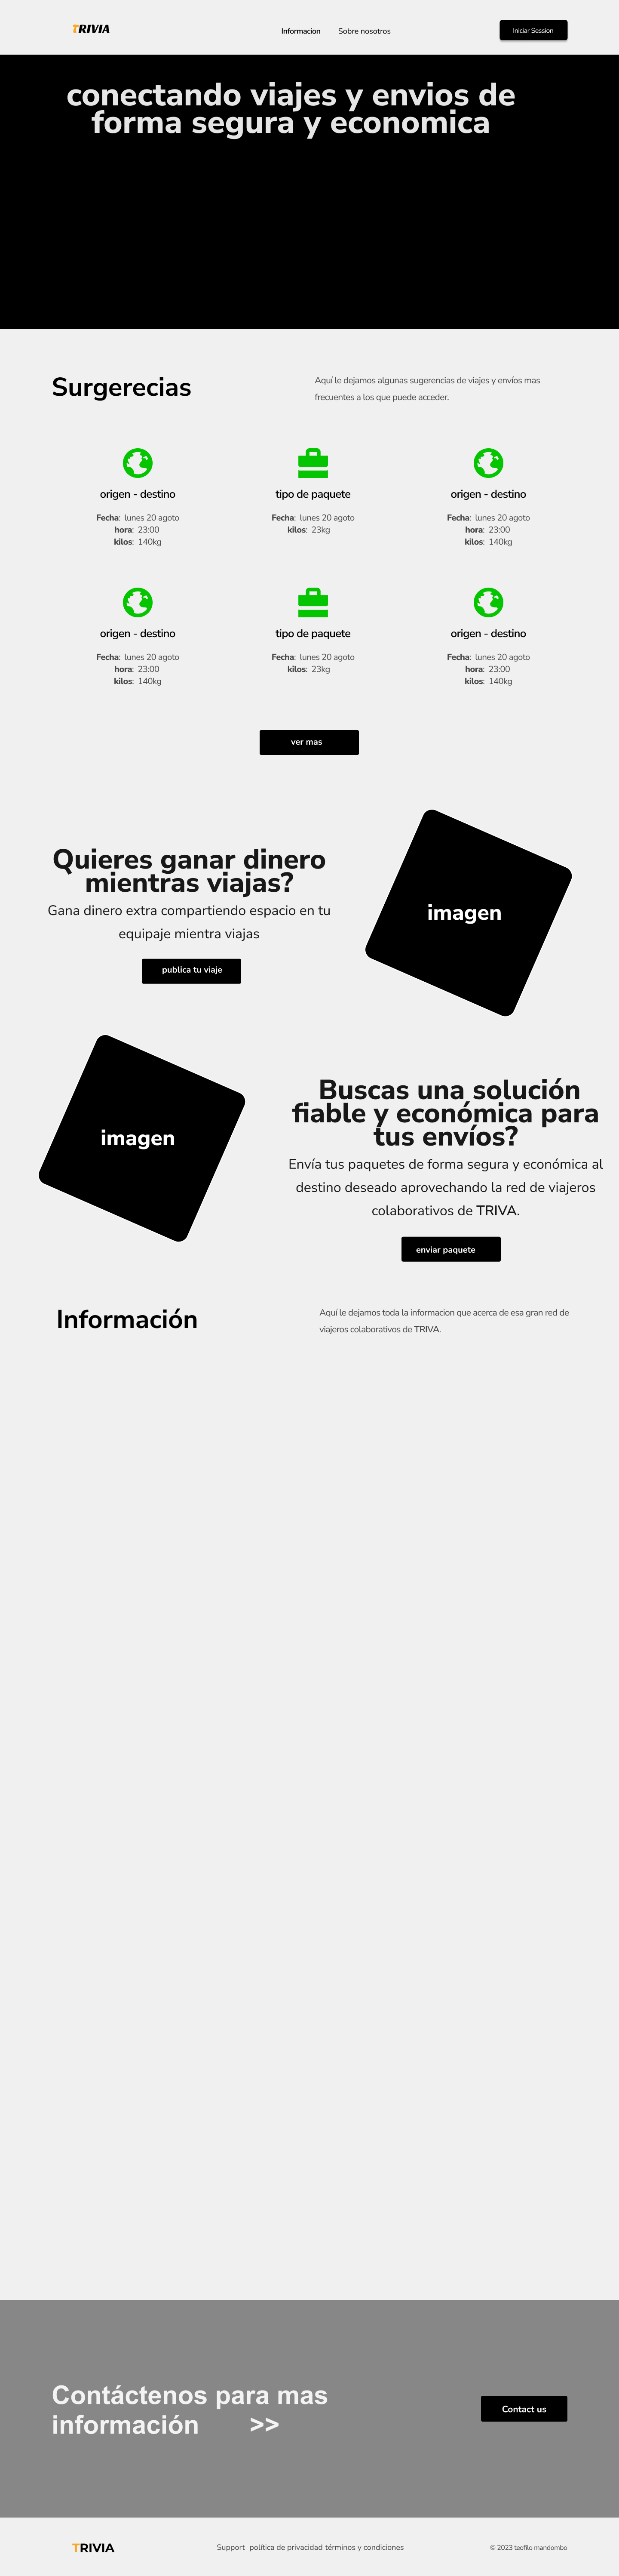 TRIVIA
Informacion
Sobre nosotros
Iniciar Session
conectando viajes y envios de
forma segura y economica
Surgerecias
Aquí le dejamos algunas sugerencias de viajes y envíos mas
frecuentes a los que puede acceder.
origen - destino
Fecha: lunes 20 agoto
hora: 23:00
kilos: 140kg
tipo de paquete
Fecha: lunes 20 agoto
kilos: 23kg
origen - destino
Fecha: lunes 20 agoto
hora: 23:00
kilos: 140kg
origen - destino
Fecha: lunes 20 agoto
hora: 23:00
kilos: 140kg
tipo de paquete
Fecha: lunes 20 agoto
kilos: 23kg
origen - destino
Fecha: lunes 20 agoto
hora: 23:00
kilos: 140kg
ver mas
Quieres ganar dinero
mientras viajas?
Gana dinero extra compartiendo espacio en tu
equipaje mientra viajas
publica tu viaje
imagen
imagen
Buscas una solución
fiable y económica para
tus envíos?
Envía tus paquetes de forma segura y económica al
destino deseado aprovechando la red de viajeros
colaborativos de TRIVA.
enviar paquete
Información
Aquí le dejamos toda la informacion que acerca de esa gran red de
viajeros colaborativos de TRIVA.
Contáctenos para mas
información >>
Contact us
TRIVIA
Support política de privacidad términos y condiciones
© 2023 teofilo mandombo